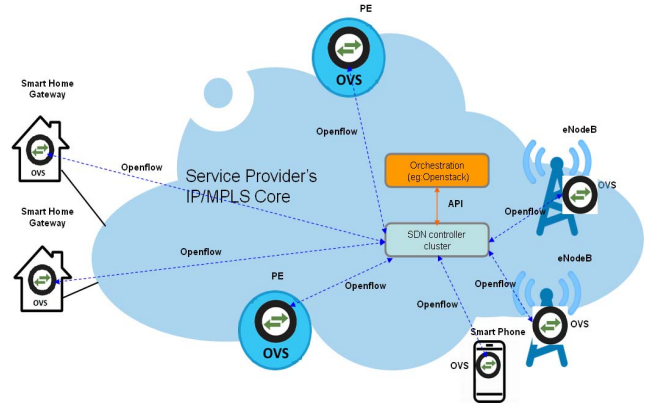 PE
OVS
Smart Home
Gateway
OVS
Openflow
Openflow
Service Provider's
IP/MPLS Core
Orchestration
(eg:Openstack)
API
eNodeB
OVS
Openflow
Smart Home
Gateway
OVS
Openflow
SDN controller
cluster
PE
OVS
Openflow
Openflow
Openflow
eNodeB
OVS
Smart Phone
OVS